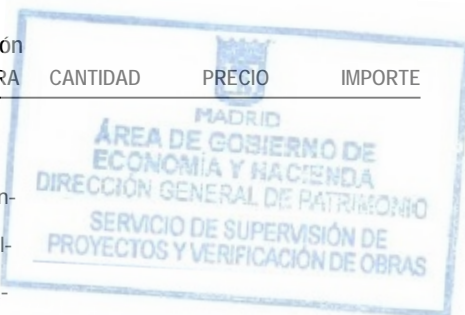 ón
RA CANTIDAD PRECIO IMPORTE
MADRID
ÁREA DE GOBIERNO DE
ECONOMÍA Y HACIENDA
DIRECCIÓN GENERAL DE PATRIMONIO
n-
SERVICIO DE SUPERVISIÓN DE
l-
PROYECTOS Y VERIFICACIÓN DE OBRAS
-